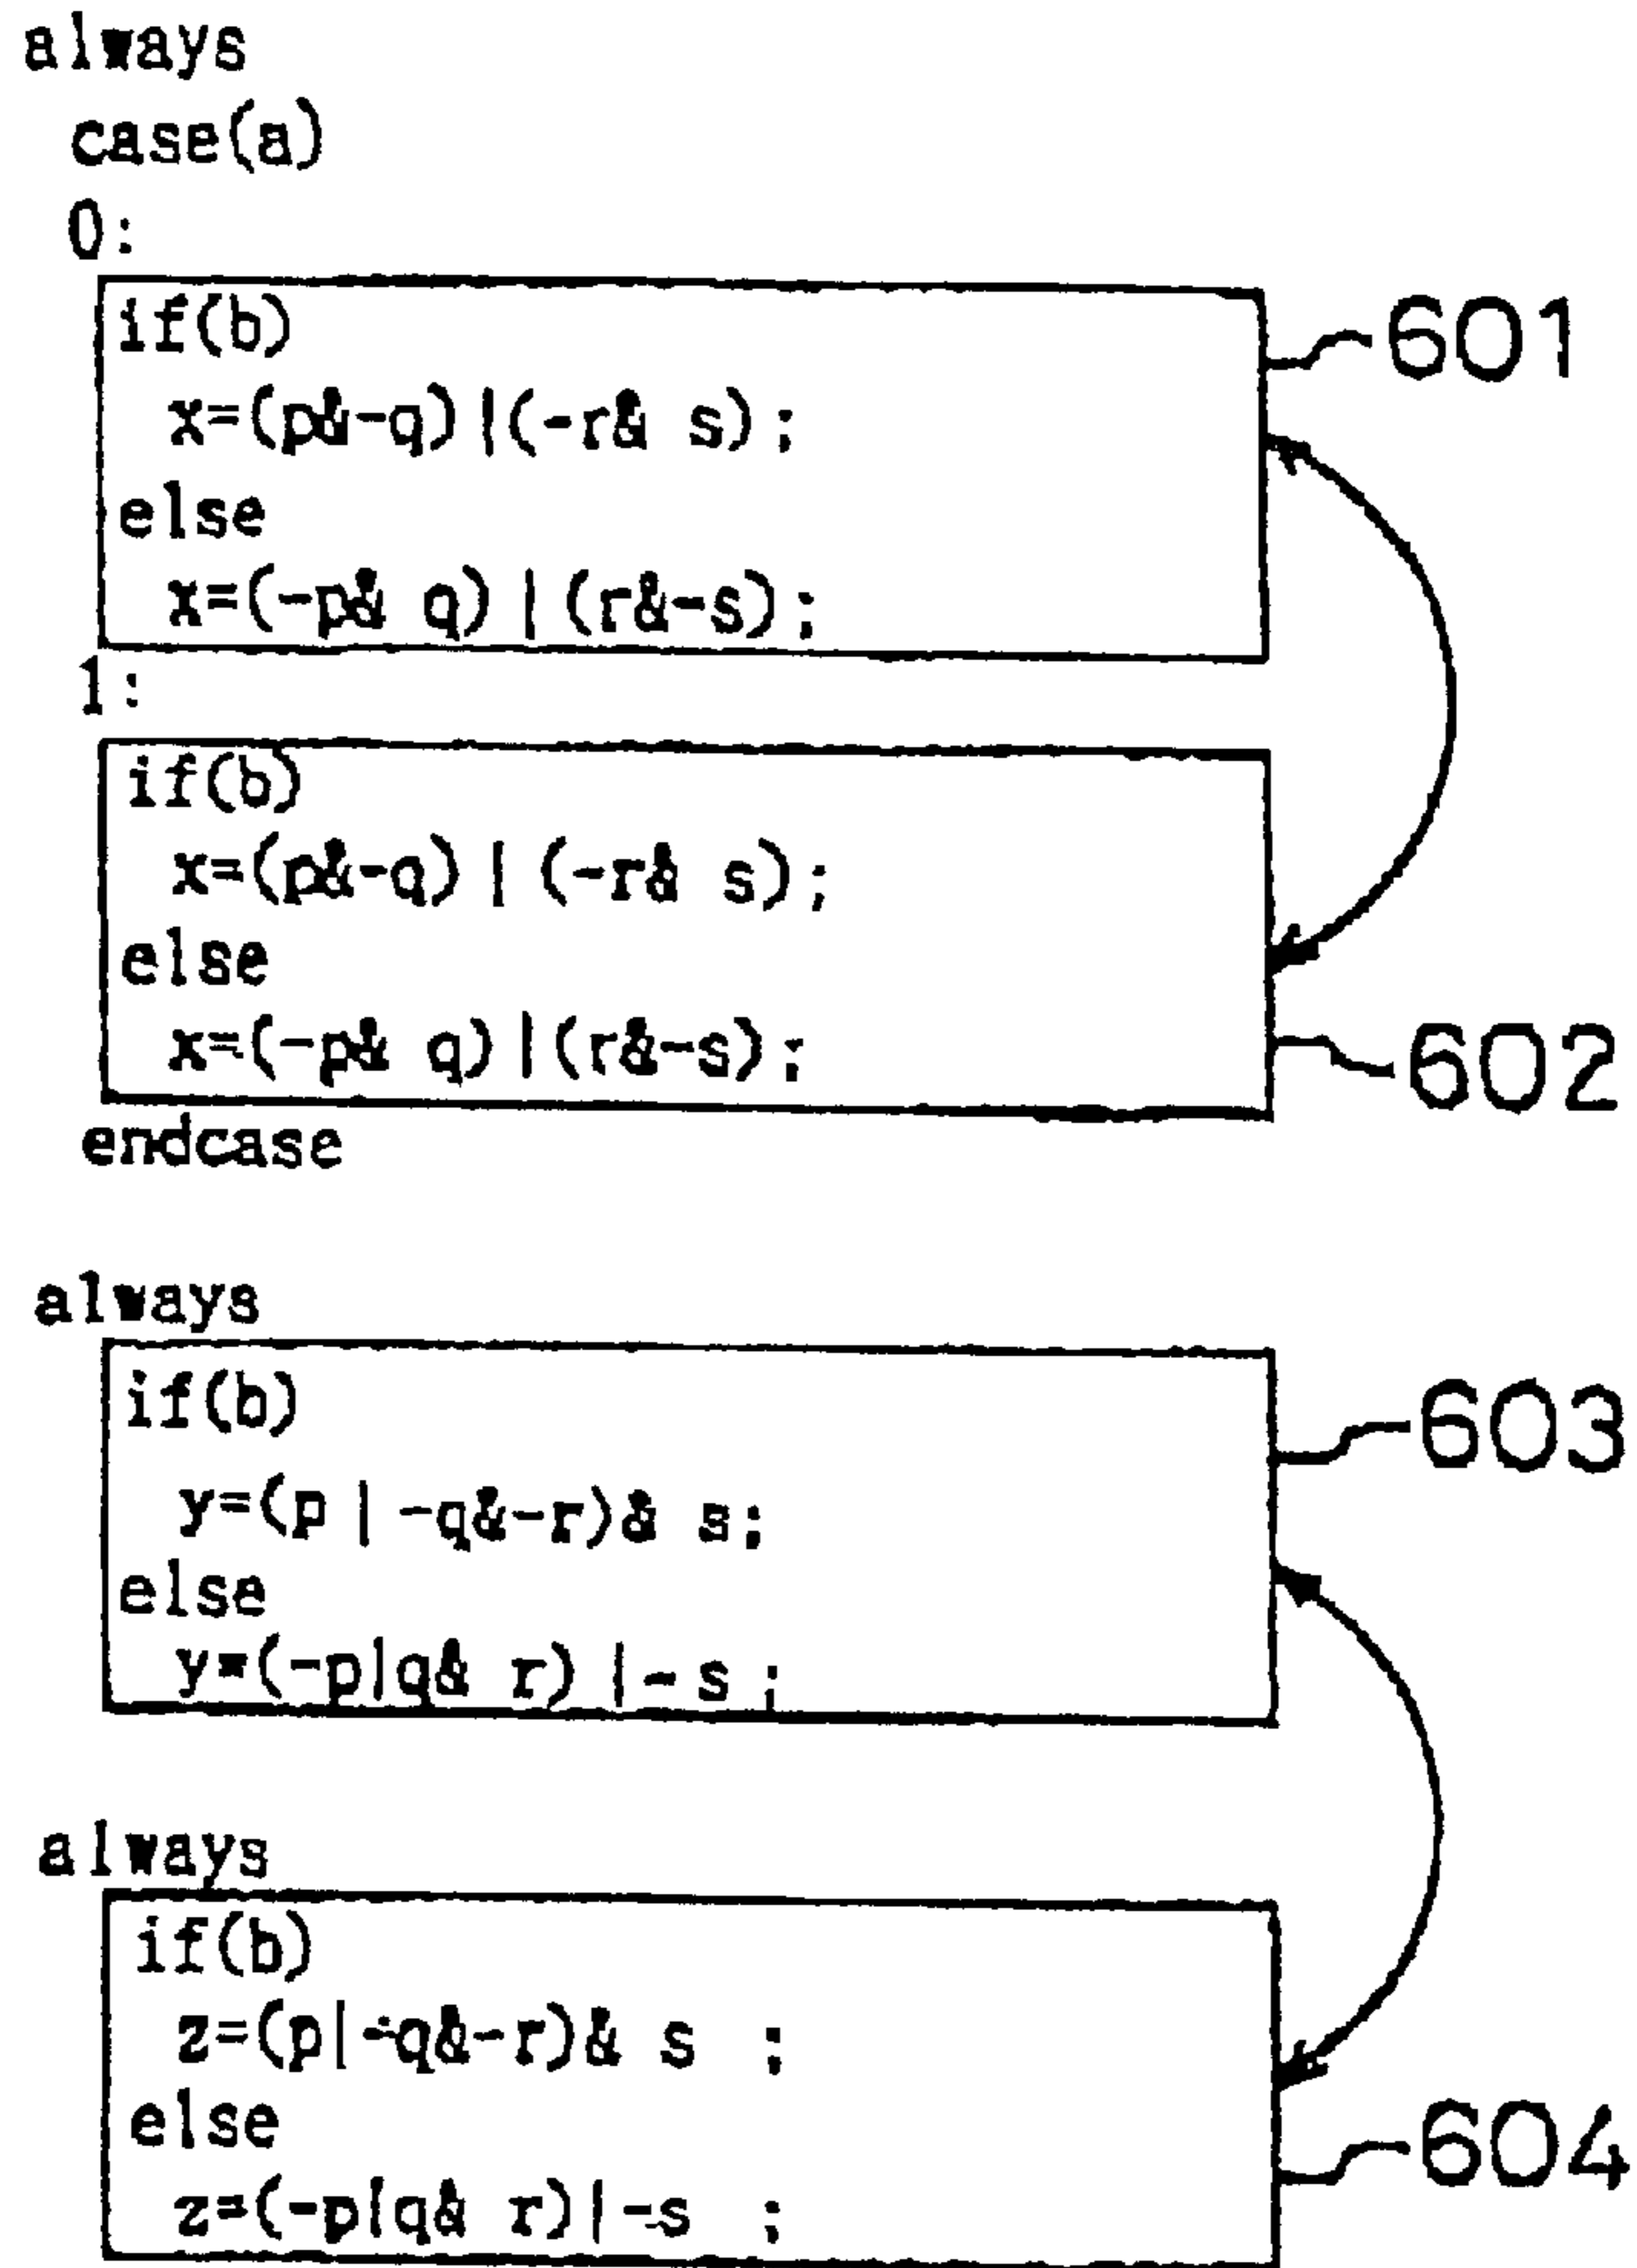 always
case(a)
0:
if(b)
601
x=(p&-q)|(-r& s);
else
x=(-p& q)|(r&-s);
1:
if(b)
x=(p&-q)|(-r& s);
else
x=(-p& q)|(r&-s);
602
endcase
always
if(b)
603
y=(p|-q&-r)& s;
else
y=(-p|q& r)|-s;
always
if(b)
z=(p|-q&-r)& s ;
else
604
z=(-p|q& r)|-s ;